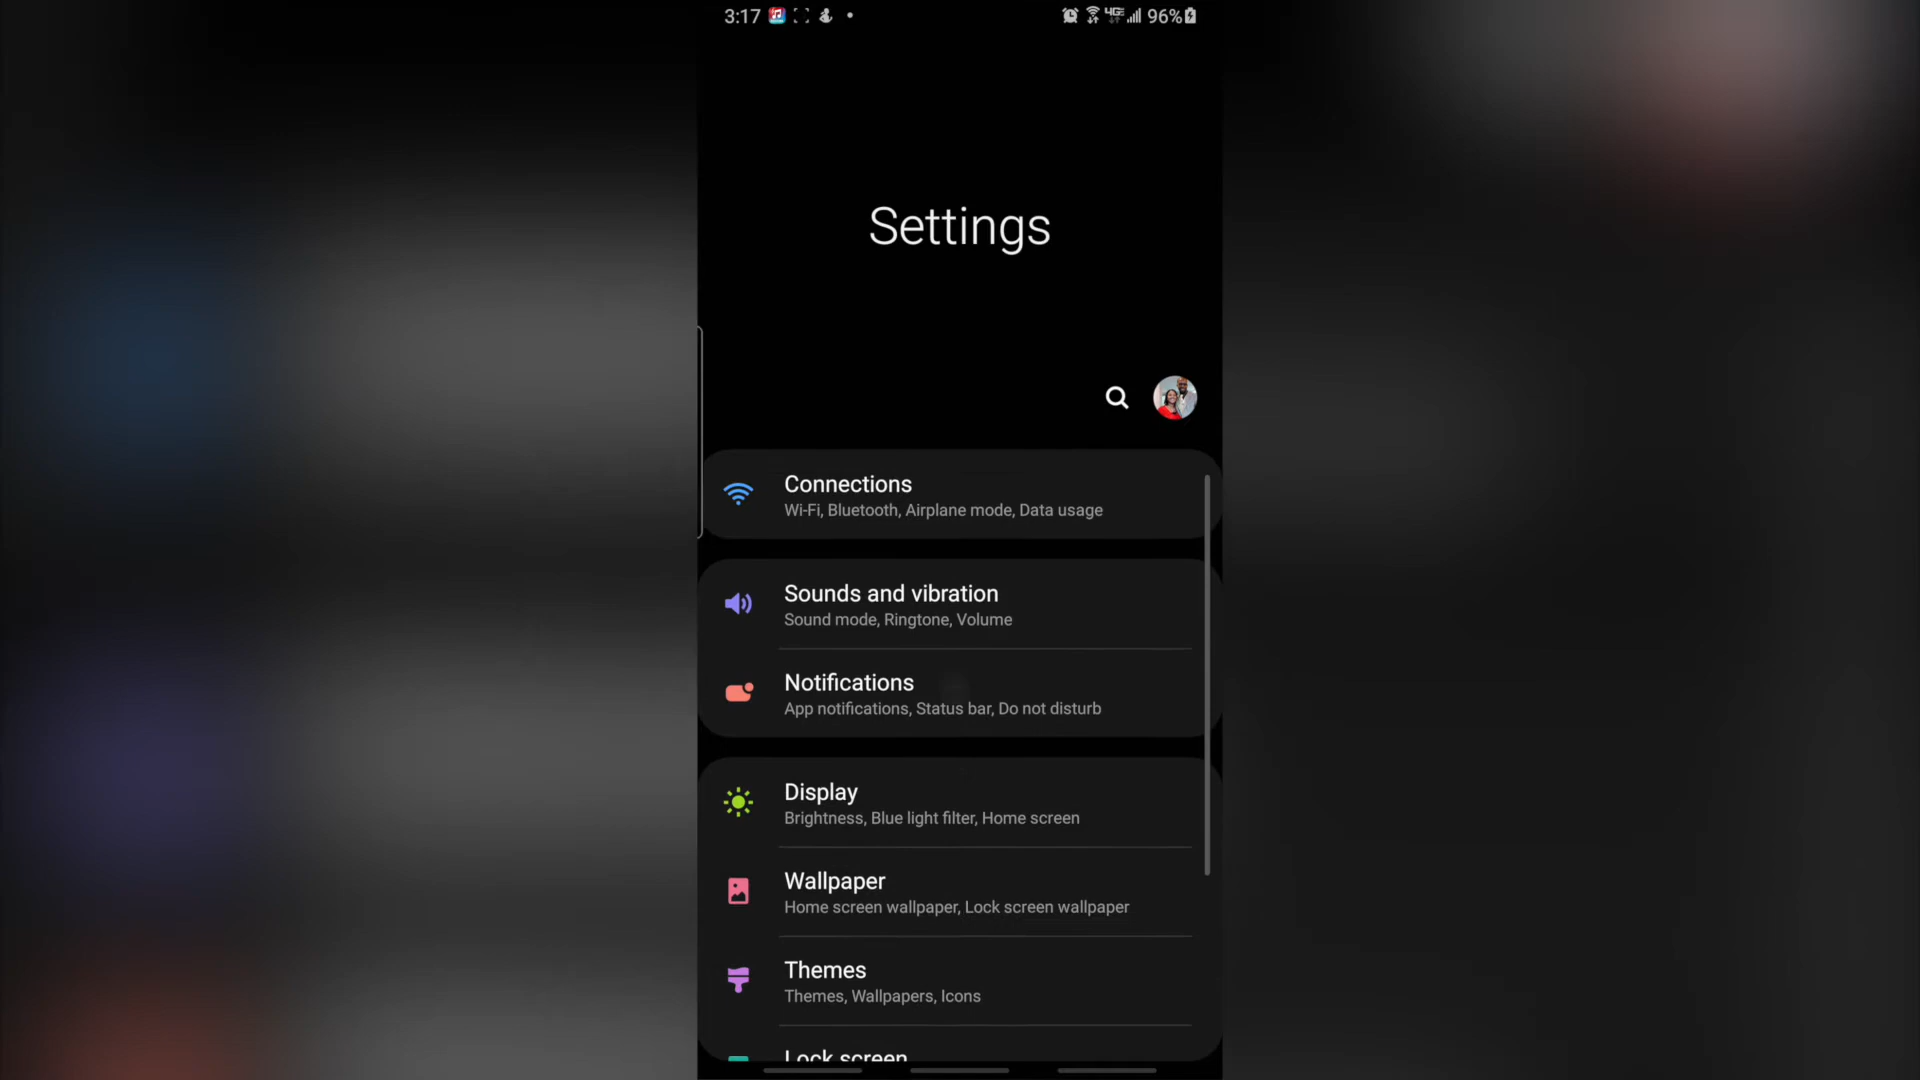 3:17 4GE 96%
Settings
Connections
Wi-Fi, Bluetooth, Airplane mode, Data usage
Sounds and vibration
Sound mode, Ringtone, Volume
Notifications
App notifications, Status bar, Do not disturb
Display
Brightness, Blue light filter, Home screen
Wallpaper
Home screen wallpaper, Lock screen wallpaper
Themes
Themes, Wallpapers, Icons
Lock screen